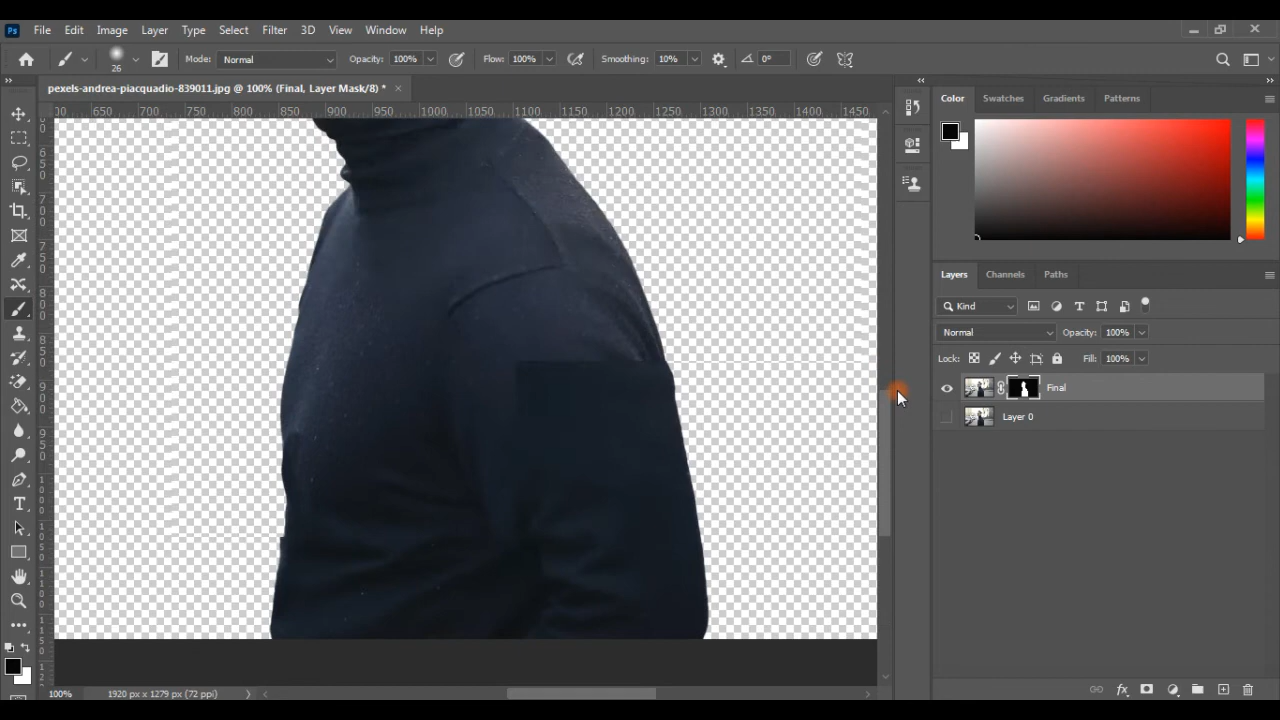 Ps File Edit Image Layer Type Select Filter 3D View Window Help
26 Mode: Normal Opacity: 100% Flow: 100% Smoothing: 10% 0°
pexels-andrea-piacquadio-839011.jpg @ 100% (Final, Layer Mask/8) * ×
650 700 750 800 850 900 950 1000 1050 1100 1150 1200 1250 1300 1350 1400 1450
Color Swatches Gradients Patterns
Layers Channels Paths
Kind
Normal Opacity: 100%
Lock: Fill: 100%
Final
Layer 0
fx
100% 1920 px x 1279 px (72 ppi)